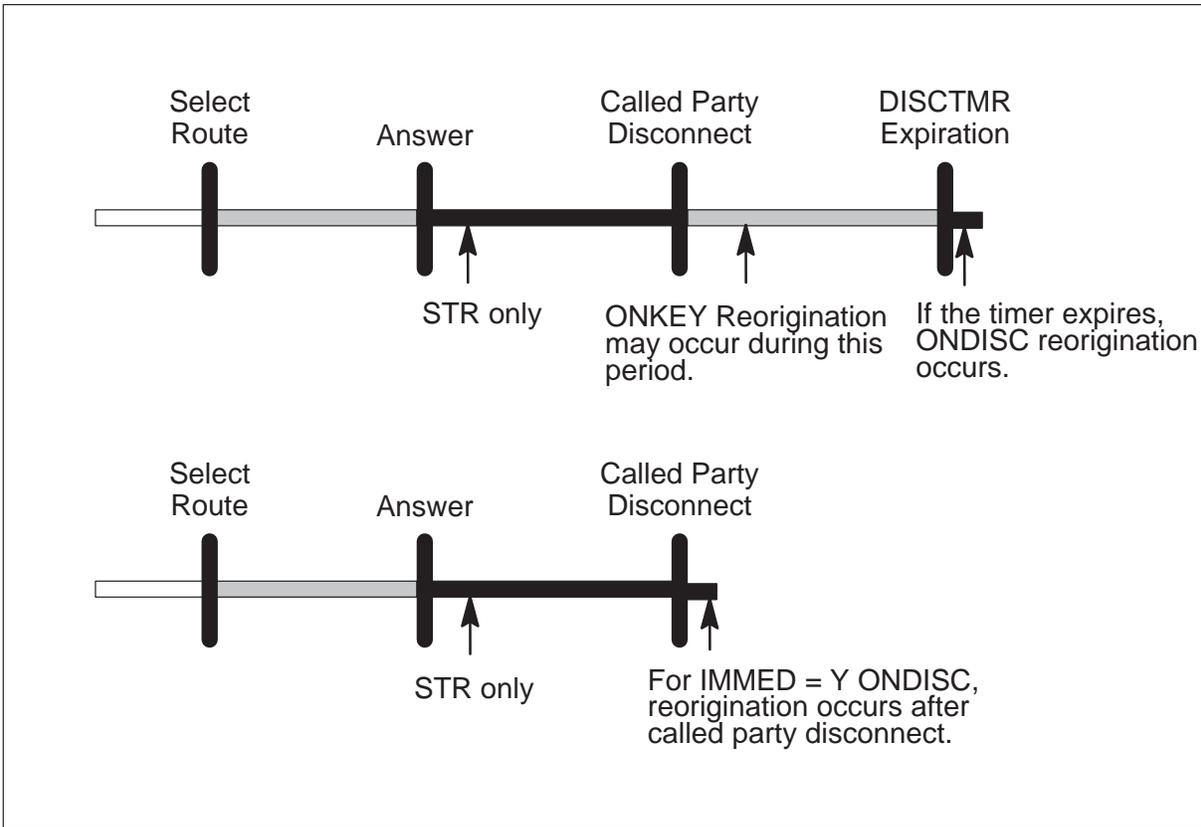 Select
Route
Answer
Called Party
Disconnect
DISCTMR
Expiration
STR only
ONKEY Reorigination
may occur during this
period.
If the timer expires,
ONDISC reorigination
occurs.
Select
Route
Answer
Called Party
Disconnect
STR only
For IMMED = Y ONDISC,
reorigination occurs after
called party disconnect.